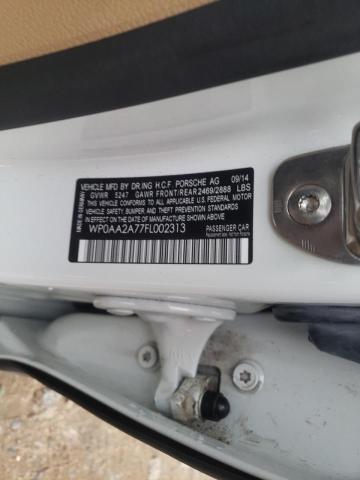 VEHICLE MFD BY DR.ING H.C.F. PORSCHE AG 09/14
GVWR 5247 GAWR FRONT/REAR 2469/2888 LBS
THIS VEHICLE CONFORMS TO ALL APPLICABLE U.S. FEDERAL MOTOR
VEHICLE SAFETY BUMPER AND THEFT PREVENTION STANDARDS
IN EFFECT ON THE DATE OF MANUFACTURE SHOWN ABOVE.
WP0AA2A77FL002313 PASSENGER CAR
MADE IN GERMANY